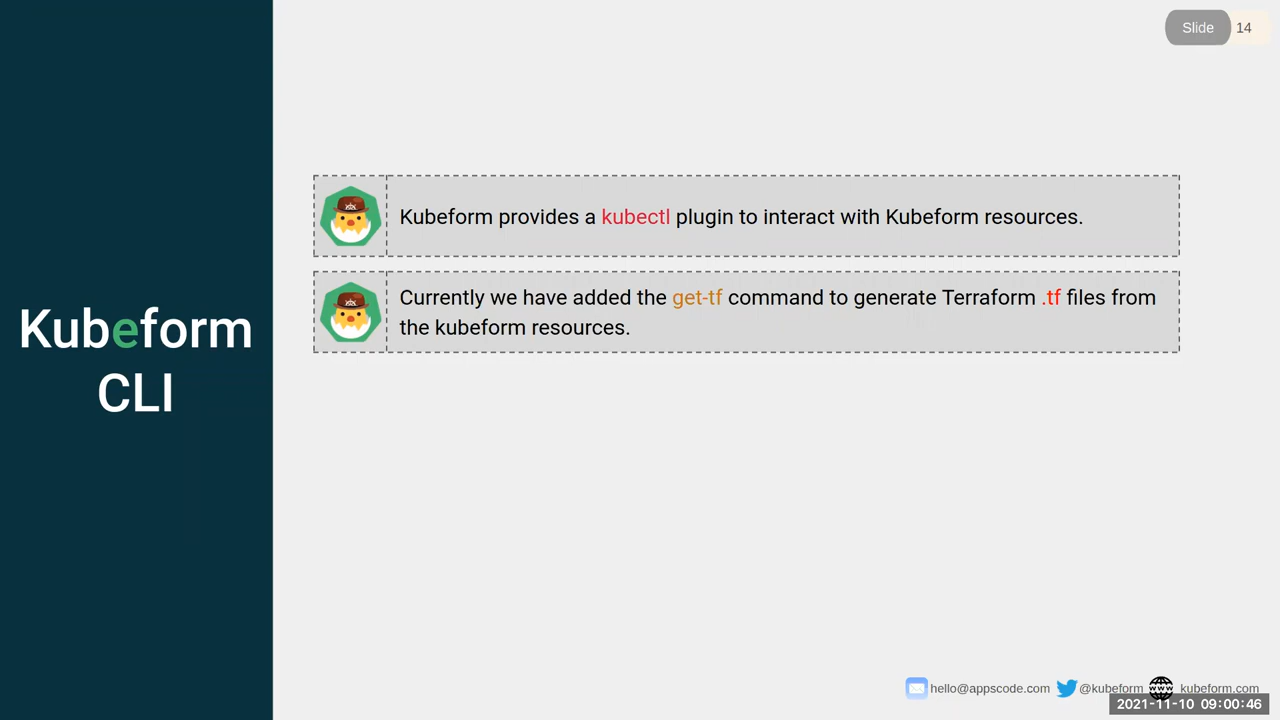 Slide 14
Kubeform provides a kubectl plugin to interact with Kubeform resources.
Currently we have added the get-tf command to generate Terraform .tf files from
the kubeform resources.
Kubeform
CLI
hello@appscode.com @kubeform kubeform.com
2021-11-10 09:00:46